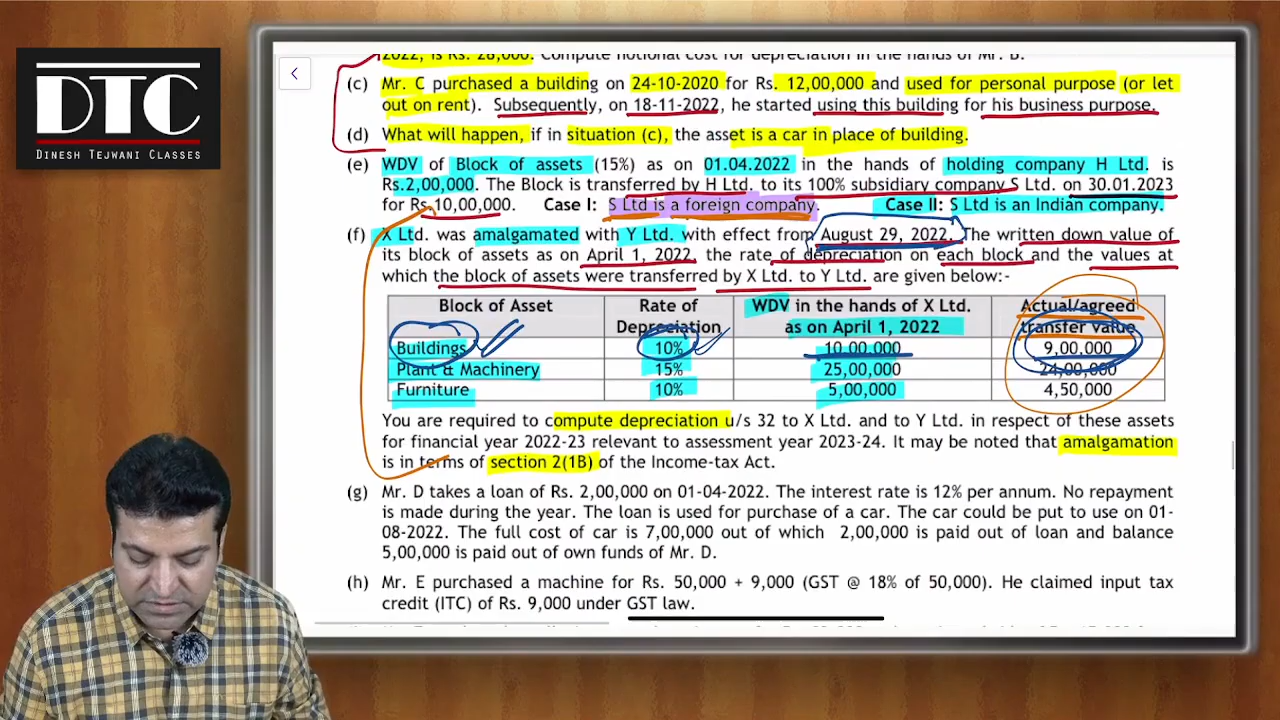 DTC
DINESH TEJWANI CLASSES
2022, is Rs. 28,000. Compute notional cost for depreciation in the hands of Mr. B.
(c) Mr. C purchased a building on 24-10-2020 for Rs. 12,00,000 and used for personal purpose (or let
out on rent). Subsequently, on 18-11-2022, he started using this building for his business purpose.
(d) What will happen, if in situation (c), the asset is a car in place of building.
(e) WDV of Block of assets (15%) as on 01.04.2022 in the hands of holding company H Ltd. is
Rs.2,00,000. The Block is transferred by H Ltd. to its 100% subsidiary company S Ltd. on 30.01.2023
for Rs.10,00,000. Case I: S Ltd is a foreign company. Case II: S Ltd is an Indian company.
(f) X Ltd. was amalgamated with Y Ltd. with effect from August 29, 2022. The written down value of
its block of assets as on April 1, 2022, the rate of depreciation on each block and the values at
which the block of assets were transferred by X Ltd. to Y Ltd. are given below:-
Block of Asset Rate of Depreciation WDV in the hands of X Ltd. as on April 1, 2022 Actual/agreed transfer value
Buildings 10% 10,00,000 9,00,000
Plant & Machinery 15% 25,00,000 24,00,000
Furniture 10% 5,00,000 4,50,000
You are required to compute depreciation u/s 32 to X Ltd. and to Y Ltd. in respect of these assets
for financial year 2022-23 relevant to assessment year 2023-24. It may be noted that amalgamation
is in terms of section 2(1B) of the Income-tax Act.
(g) Mr. D takes a loan of Rs. 2,00,000 on 01-04-2022. The interest rate is 12% per annum. No repayment
is made during the year. The loan is used for purchase of a car. The car could be put to use on 01-
08-2022. The full cost of car is 7,00,000 out of which 2,00,000 is paid out of loan and balance
5,00,000 is paid out of own funds of Mr. D.
(h) Mr. E purchased a machine for Rs. 50,000 + 9,000 (GST @ 18% of 50,000). He claimed input tax
credit (ITC) of Rs. 9,000 under GST law.